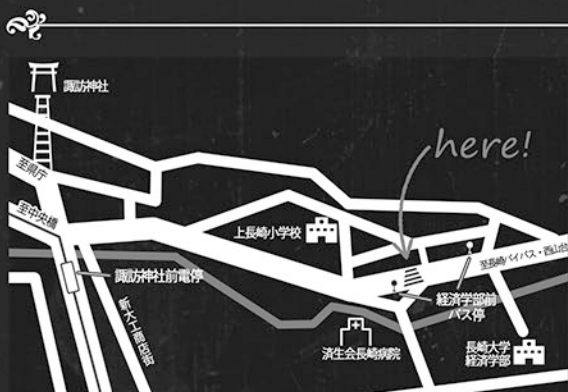 諏訪神社
至県庁
至中央橋
here!
上長崎小学校
諏訪神社前電停
新大工商店街
至長崎バイパス・西山台
経済学部前
バス停
済生会長崎病院
長崎大学
経済学部